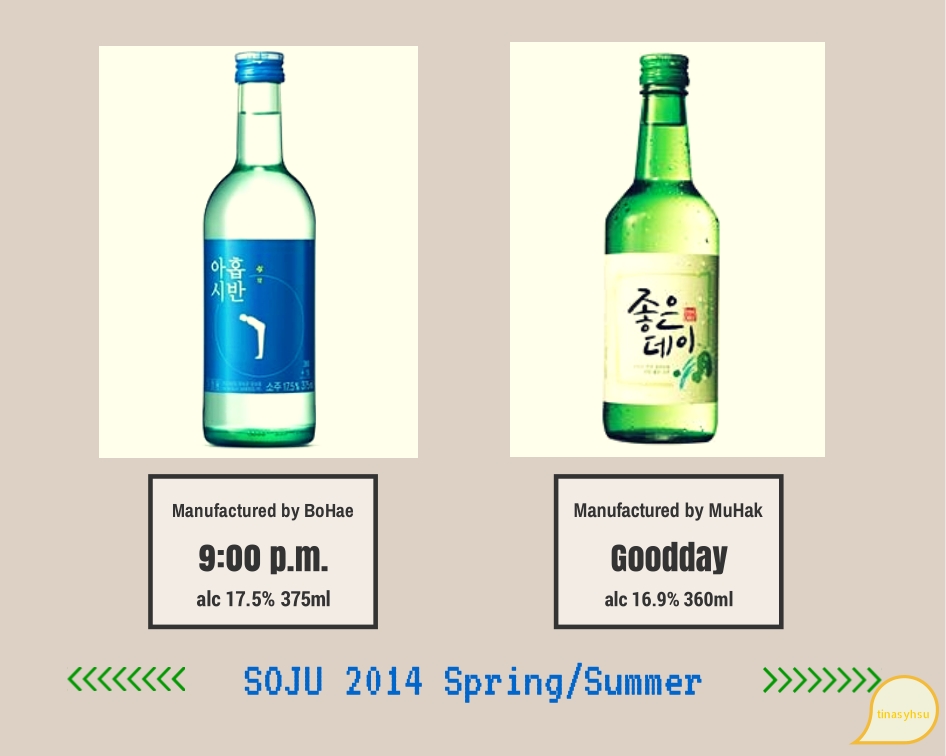 아홉
시반
소주 17.5% 375㎖
좋은
데이
Manufactured by BoHae
9:00 p.m.
alc 17.5% 375ml
Manufactured by MuHak
Goodday
alc 16.9% 360ml
SOJU 2014 Spring/Summer
tinasyhsu